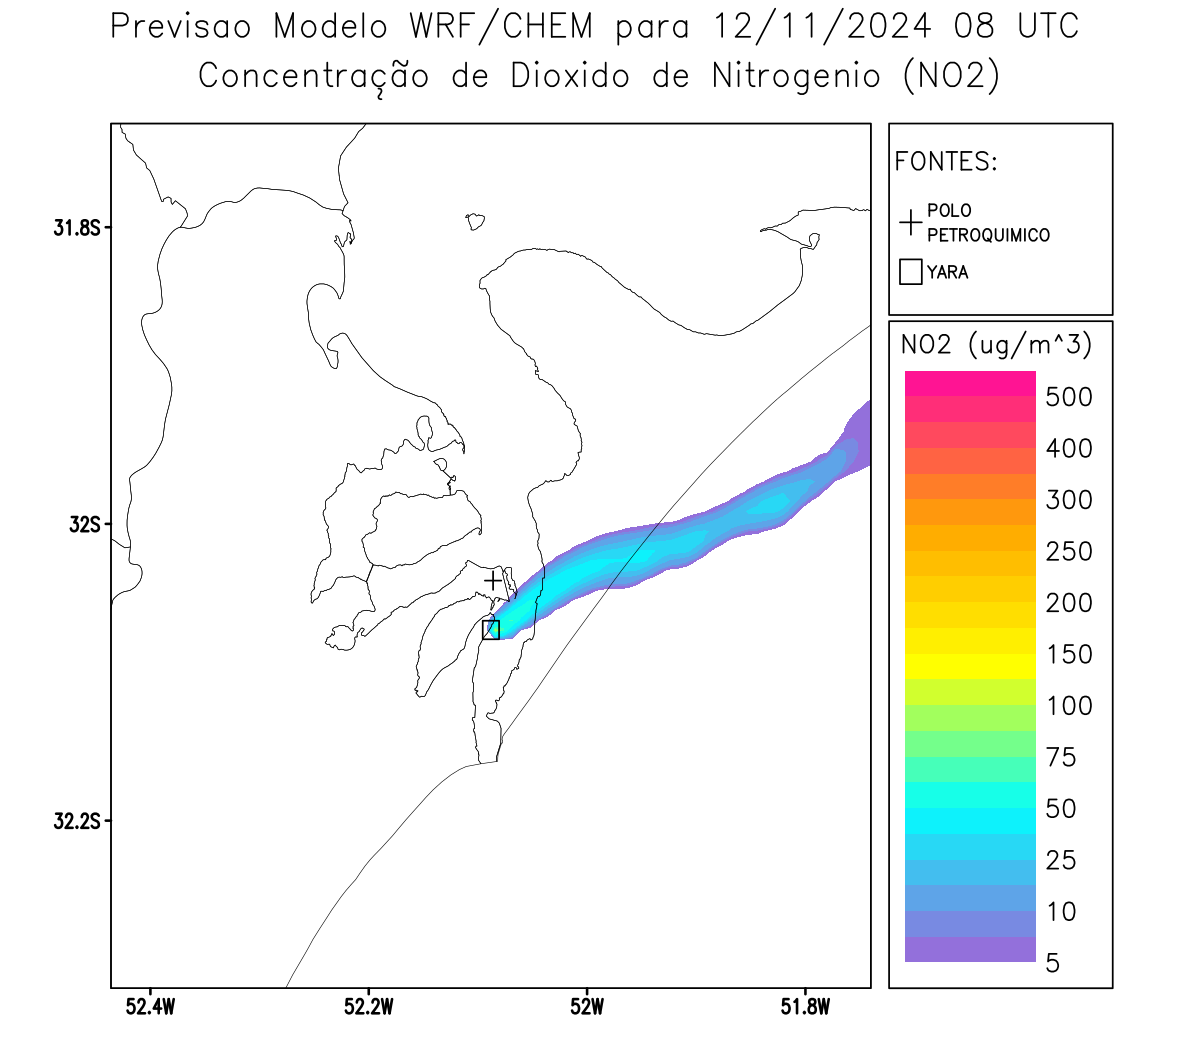 Previsao Modelo WRF/CHEM para 12/11/2024 08 UTC
Concentração de Dioxido de Nitrogenio (NO2)
FONTES:
POLO
PETROQUIMICO
YARA
NO2 (ug/m^3)
500
400
300
250
200
150
100
75
50
25
10
5
31.8S
32S
32.2S
52.4W
52.2W
52W
51.8W